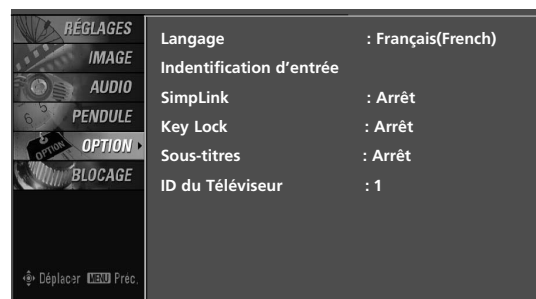 RÉGLAGES
IMAGE
AUDIO
PENDULE
OPTION
BLOCAGE
Déplacer MENU Préc.
Langage : Français(French)
Indentification d'entrée
SimpLink : Arrêt
Key Lock : Arrêt
Sous-titres : Arrêt
ID du Téléviseur : 1
OPTION